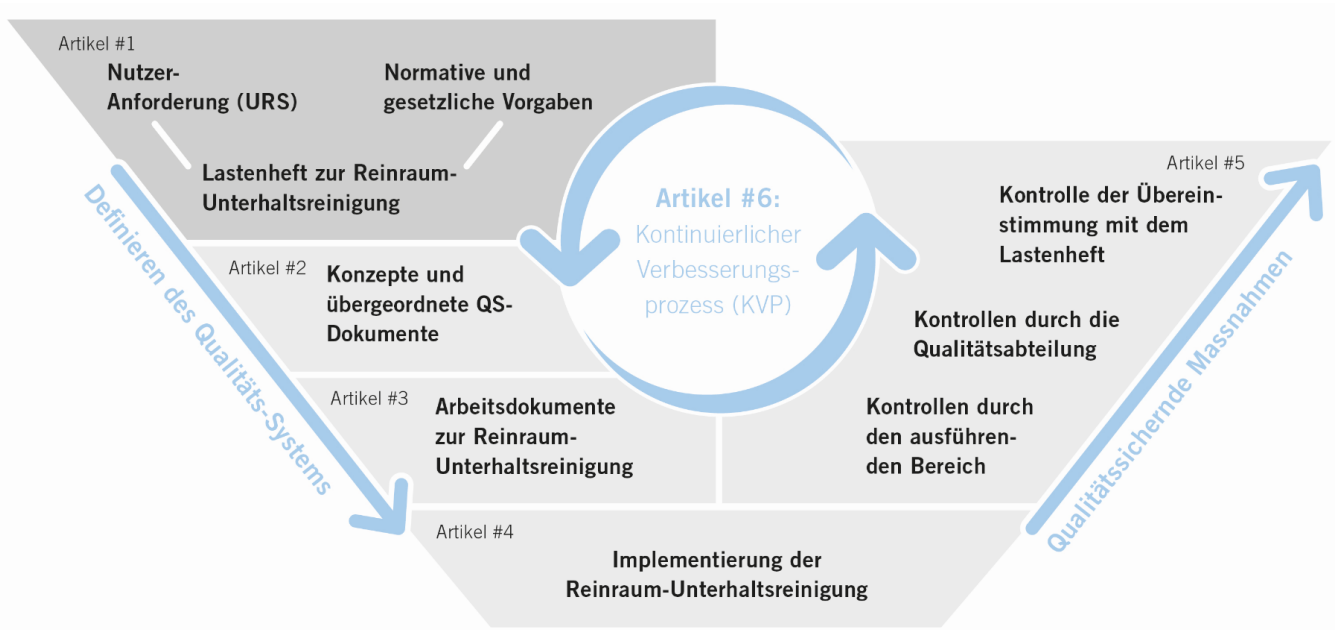 Artikel #1
Nutzer-
Anforderung (URS)
Normative und
gesetzliche Vorgaben
Lastenheft zur Reinraum-
Unterhaltsreinigung
Definieren des Qualitäts-Systems
Artikel #2
Konzepte und
übergeordnete QS-
Dokumente
Artikel #3
Arbeitsdokumente
zur Reinraum-
Unterhaltsreinigung
Artikel #4
Implementierung der
Reinraum-Unterhaltsreinigung
Artikel #6:
Kontinuierlicher
Verbesserungs-
prozess (KVP)
Artikel #5
Kontrolle der Überein-
stimmung mit dem
Lastenheft
Kontrollen durch die
Qualitätsabteilung
Kontrollen durch
den ausführen-
den Bereich
Qualitätssichernde Massnahmen